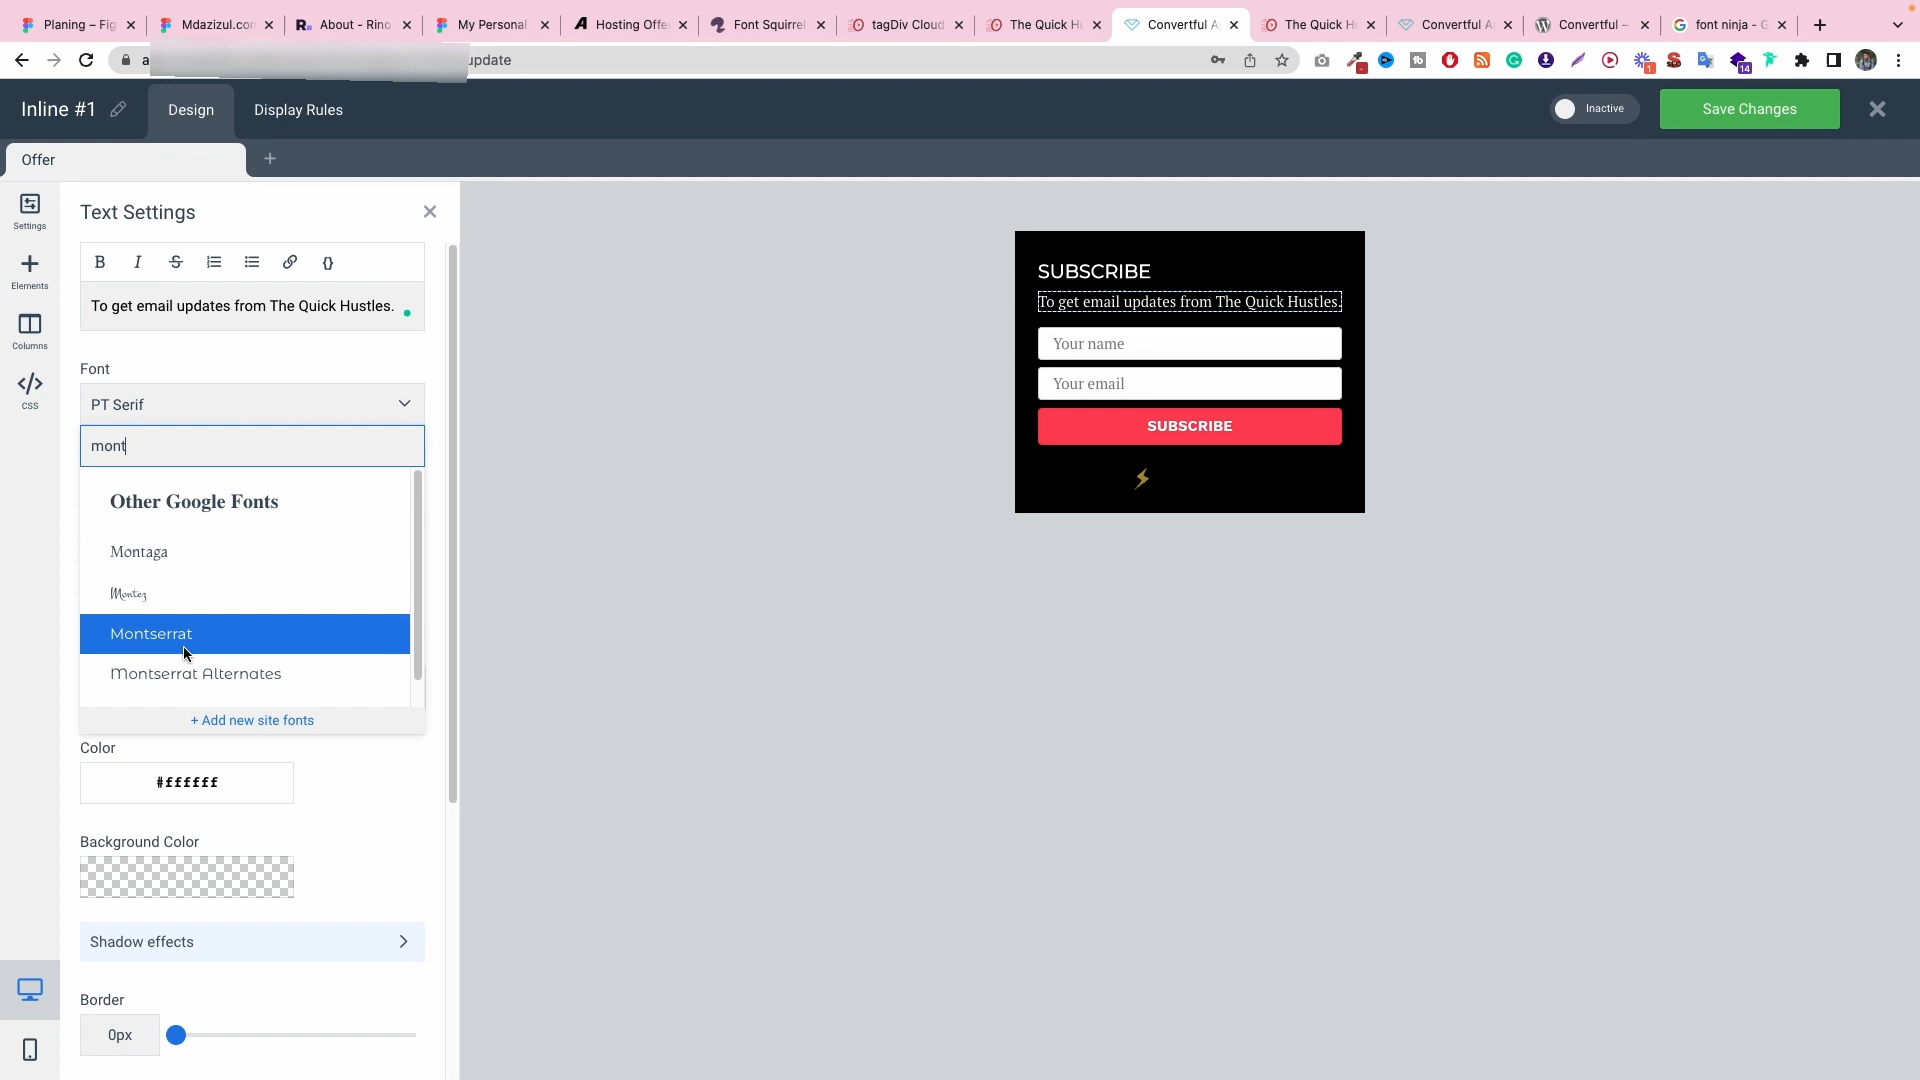 Planing – Fig
Mdazizul.con
About - Rino
My Personal
Hosting Offe
Font Squirrel
tagDiv Cloud
The Quick Hu
Convertful A
The Quick Hu
Convertful A
Convertful –
font ninja - G
a
update
1
14
Inline #1
Design
Display Rules
Inactive
Save Changes
Offer
Settings
Elements
Columns
CSS
Text Settings
To get email updates from The Quick Hustles.
Font
PT Serif
mont
Other Google Fonts
Montaga
Montez
Montserrat
Montserrat Alternates
+ Add new site fonts
Color
#ffffff
Background Color
Shadow effects
Border
0px
SUBSCRIBE
To get email updates from The Quick Hustles.
Your name
Your email
SUBSCRIBE